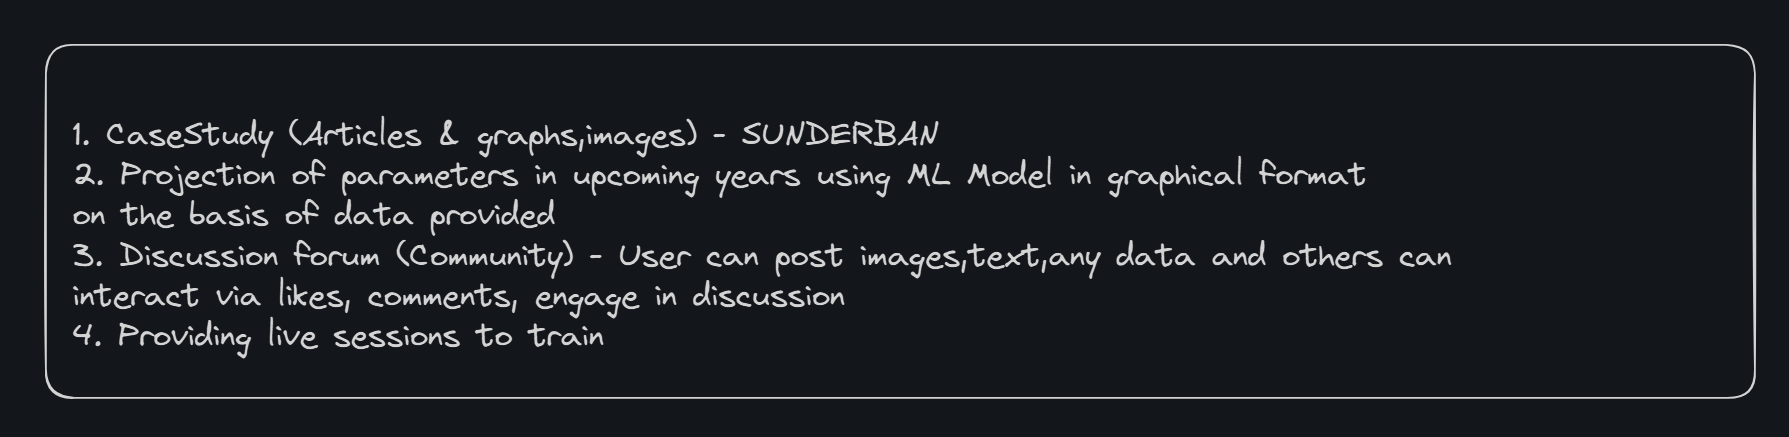 1. CaseStudy (Articles & graphs,images) - SUNDERBAN
2. Projection of parameters in upcoming years using ML Model in graphical format
on the basis of data provided
3. Discussion forum (Community) - User can post images,text,any data and others can
interact via likes, comments, engage in discussion
4. Providing live sessions to train